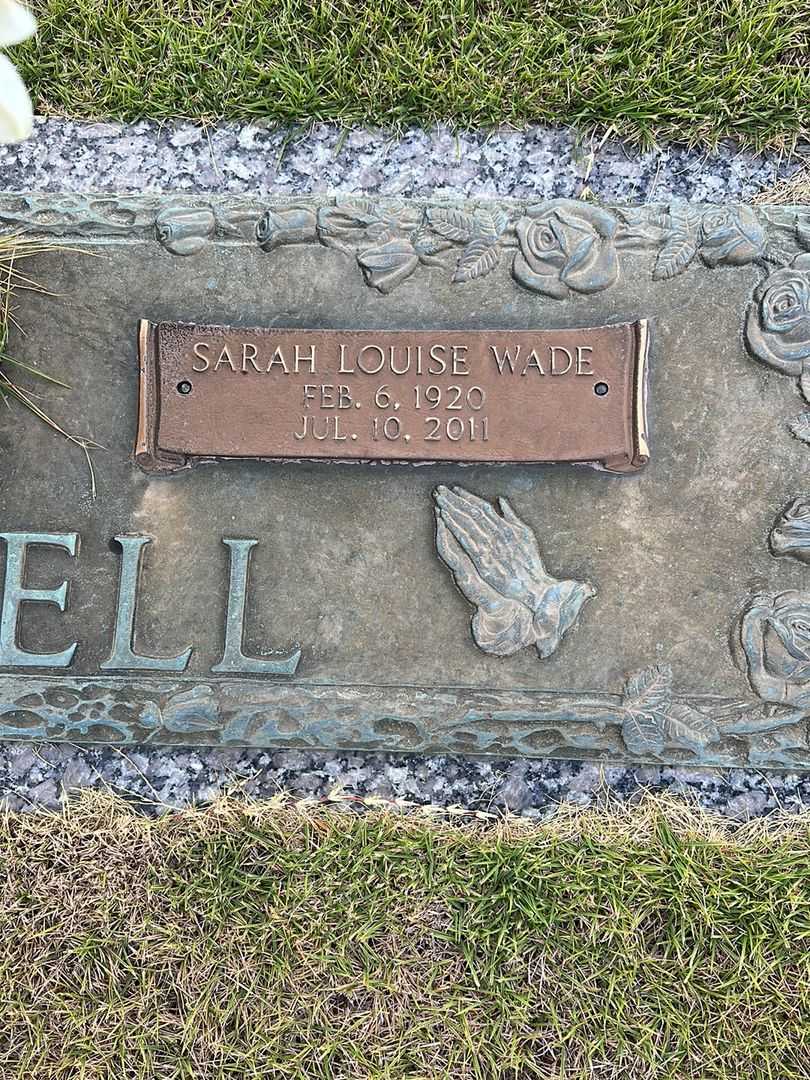 SARAH LOUISE WADE
FEB. 6, 1920
JUL. 10, 2011
ELL